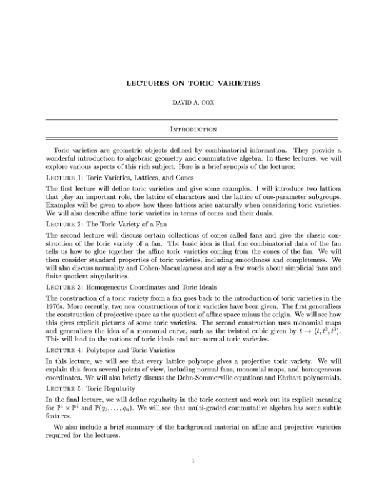 LECTURES ON TORIC VARIETIES
DAVID A. COX
Introduction
Toric varieties are geometric objects defined by combinatorial information. They provide a
wonderful introduction to algebraic geometry and commutative algebra. In these lectures, we will
explore various aspects of this rich subject. Here is a brief synopsis of the lectures:
Lecture 1: Toric Varieties, Lattices, and Cones
The first lecture will define toric varieties and give some examples. I will introduce two lattices
that play an important role, the lattice of characters and the lattice of one-parameter subgroups.
Examples will be given to show how these lattices arise naturally when considering toric varieties.
We will also describe affine toric varieties in terms of cones and their duals.
Lecture 2: The Toric Variety of a Fan
The second lecture will discuss certain collections of cones called fans and give the classic con-
struction of the toric variety of a fan. The basic idea is that the combinatorial data of the fan
tells us how to glue together the affine toric varieties coming from the cones of the fan. We will
then consider standard properties of toric varieties, including smoothness and completeness. We
will also discuss normality and Cohen-Macaulayness and say a few words about simplicial fans and
finite quotient singularities.
Lecture 3: Homogeneous Coordinates and Toric Ideals
The construction of a toric variety from a fan goes back to the introduction of toric varieties in the
1970s. More recently, two new constructions of toric varieties have been given. The first generalizes
the construction of projective space as the quotient of affine space minus the origin. We will see how
this gives explicit pictures of some toric varieties. The second construction uses monomial maps
and generalizes the idea of a monomial curve, such as the twisted cubic given by t → (t, t², t³).
This will lead to the notions of toric ideals and non-normal toric varieties.
Lecture 4: Polytopes and Toric Varieties
In this lecture, we will see that every lattice polytope gives a projective toric variety. We will
explain this from several points of view, including normal fans, monomial maps, and homogeneous
coordinates. We will also briefly discuss the Dehn-Sommerville equations and Ehrhart polynomials.
Lecture 5: Toric Regularity
In the final lecture, we will define regularity in the toric context and work out its explicit meaning
for and We will see that multi-graded commutative algebra has some subtle
features.
We also include a brief summary of the background material on affine and projective varieties
required for the lectures.
1